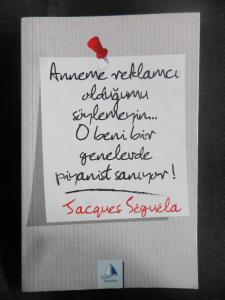 Anneme reklamcı
olduğumu
söylemeyin...
O beni bir
genelevde
piyanist sanıyor!
Jacques Séguéla